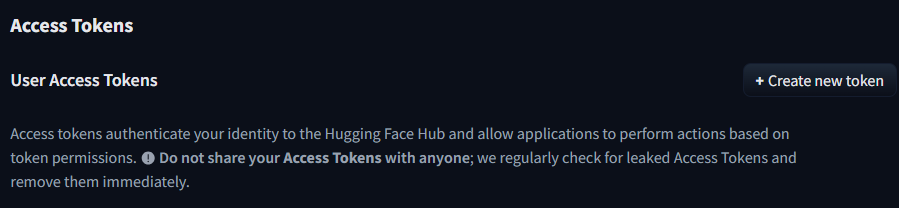 Access Tokens
User Access Tokens
+ Create new token
Access tokens authenticate your identity to the Hugging Face Hub and allow applications to perform actions based on
token permissions. ! Do not share your Access Tokens with anyone; we regularly check for leaked Access Tokens and
remove them immediately.